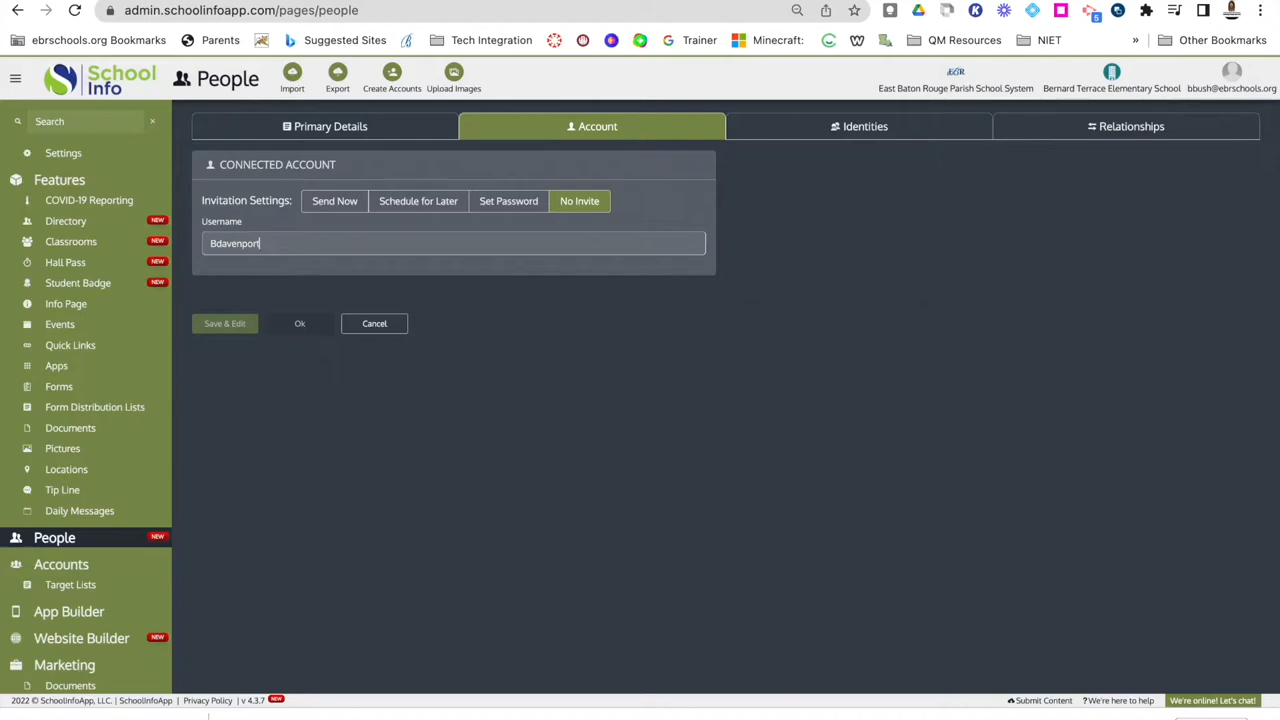 admin.schoolinfoapp.com/pages/people
5
ebrschools.org Bookmarks
Parents
Suggested Sites
Tech Integration
Trainer
Minecraft:
QM Resources
NIET
»
Other Bookmarks
School Info
People
Import
Export
Create Accounts
Upload Images
East Baton Rouge Parish School System
Bernard Terrace Elementary School
bbush@ebrschools.org
Search
Settings
Features
COVID-19 Reporting
Directory NEW
Classrooms NEW
Hall Pass NEW
Student Badge NEW
Info Page
Events
Quick Links
Apps
Forms
Form Distribution Lists
Documents
Pictures
Locations
Tip Line
Daily Messages
People NEW
Accounts
Target Lists
App Builder
Website Builder NEW
Marketing
Documents
Primary Details
Account
Identities
Relationships
CONNECTED ACCOUNT
Invitation Settings: Send Now Schedule for Later Set Password No Invite
Username
Bdavenport
Save & Edit Ok Cancel
2022 © SchoolInfoApp, LLC. | SchoolInfoApp | Privacy Policy | v 4.3.7 NEW
Submit Content
?We're here to help
We're online! Let's chat!